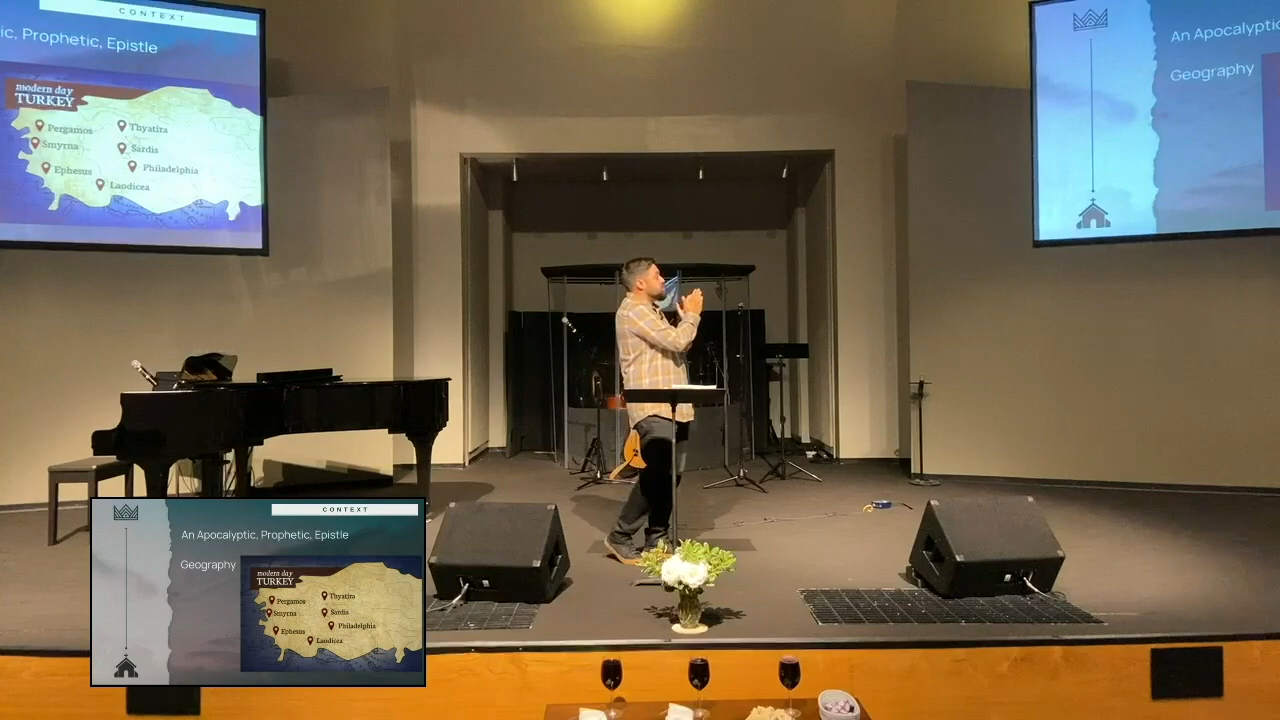 CONTEXT
ic, Prophetic, Epistle
modern day
TURKEY
Pergamos
Thyatira
Smyrna
Sardis
Ephesus
Philadelphia
Laodicea
An Apocalyptic
Geography
CONTEXT
An Apocalyptic, Prophetic, Epistle
Geography
modern day
TURKEY
Pergamos
Thyatira
Smyrna
Sardis
Ephesus
Philadelphia
Laodicea